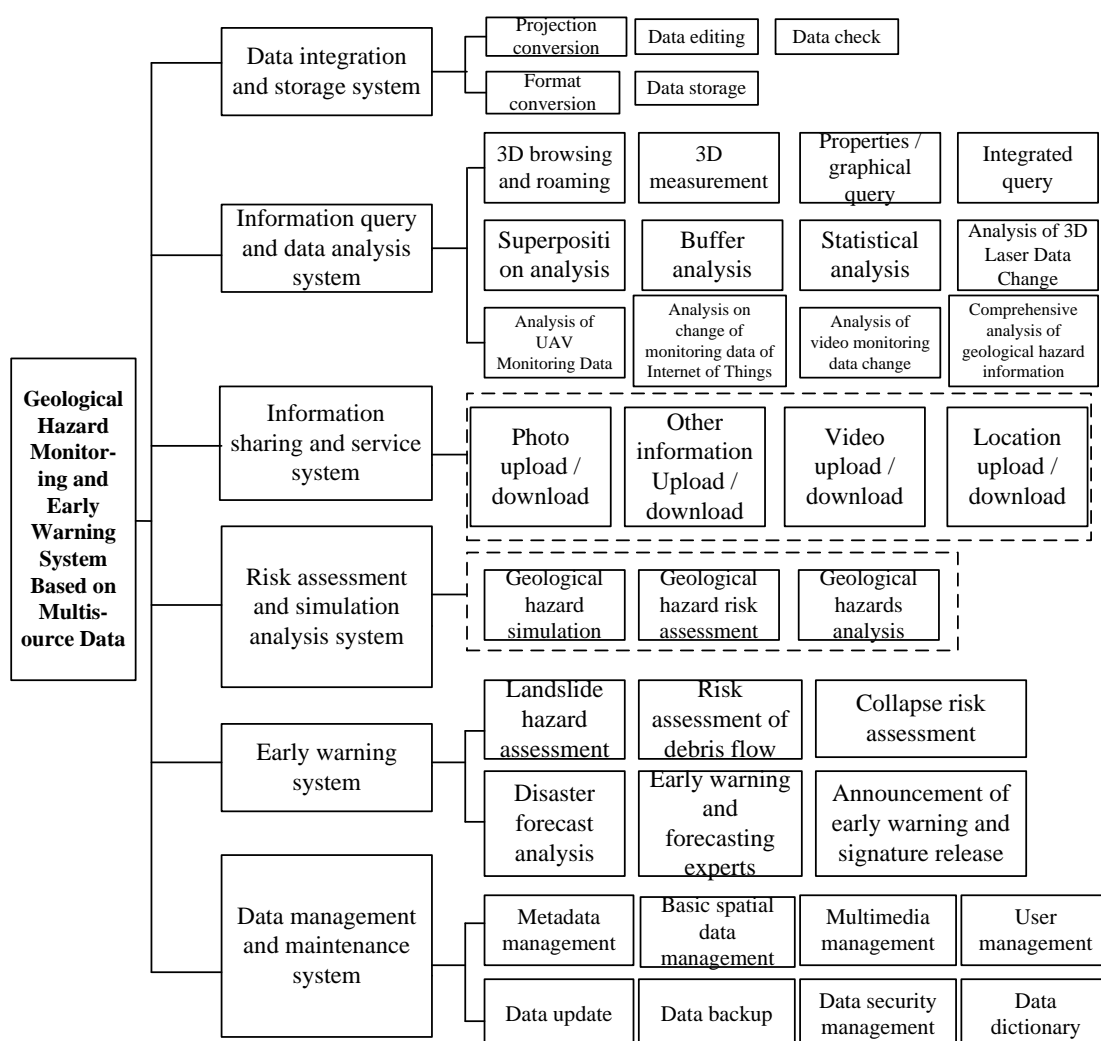 Geological
Hazard
Monitor-
ing and
Early
Warning
System
Based on
Multis-
ource Data
Data integration
and storage system
Projection
conversion
Data editing
Data check
Format
conversion
Data storage
Information query
and data analysis
system
3D browsing
and roaming
3D
measurement
Properties /
graphical
query
Integrated
query
Superpositi
on analysis
Buffer
analysis
Statistical
analysis
Analysis of 3D
Laser Data
Change
Analysis of
UAV
Monitoring Data
Analysis on
change of
monitoring data of
Internet of Things
Analysis of
video monitoring
data change
Comprehensive
analysis of
geological hazard
information
Information
sharing and service
system
Photo
upload /
download
Other
information
Upload /
download
Video
upload /
download
Location
upload /
download
Risk assessment
and simulation
analysis system
Geological
hazard
simulation
Geological
hazard risk
assessment
Geological
hazards
analysis
Early warning
system
Landslide
hazard
assessment
Risk
assessment of
debris flow
Collapse risk
assessment
Disaster
forecast
analysis
Early warning
and
forecasting
experts
Announcement of
early warning and
signature release
Data management
and maintenance
system
Metadata
management
Basic spatial
data
management
Multimedia
management
User
management
Data update
Data backup
Data security
management
Data
dictionary